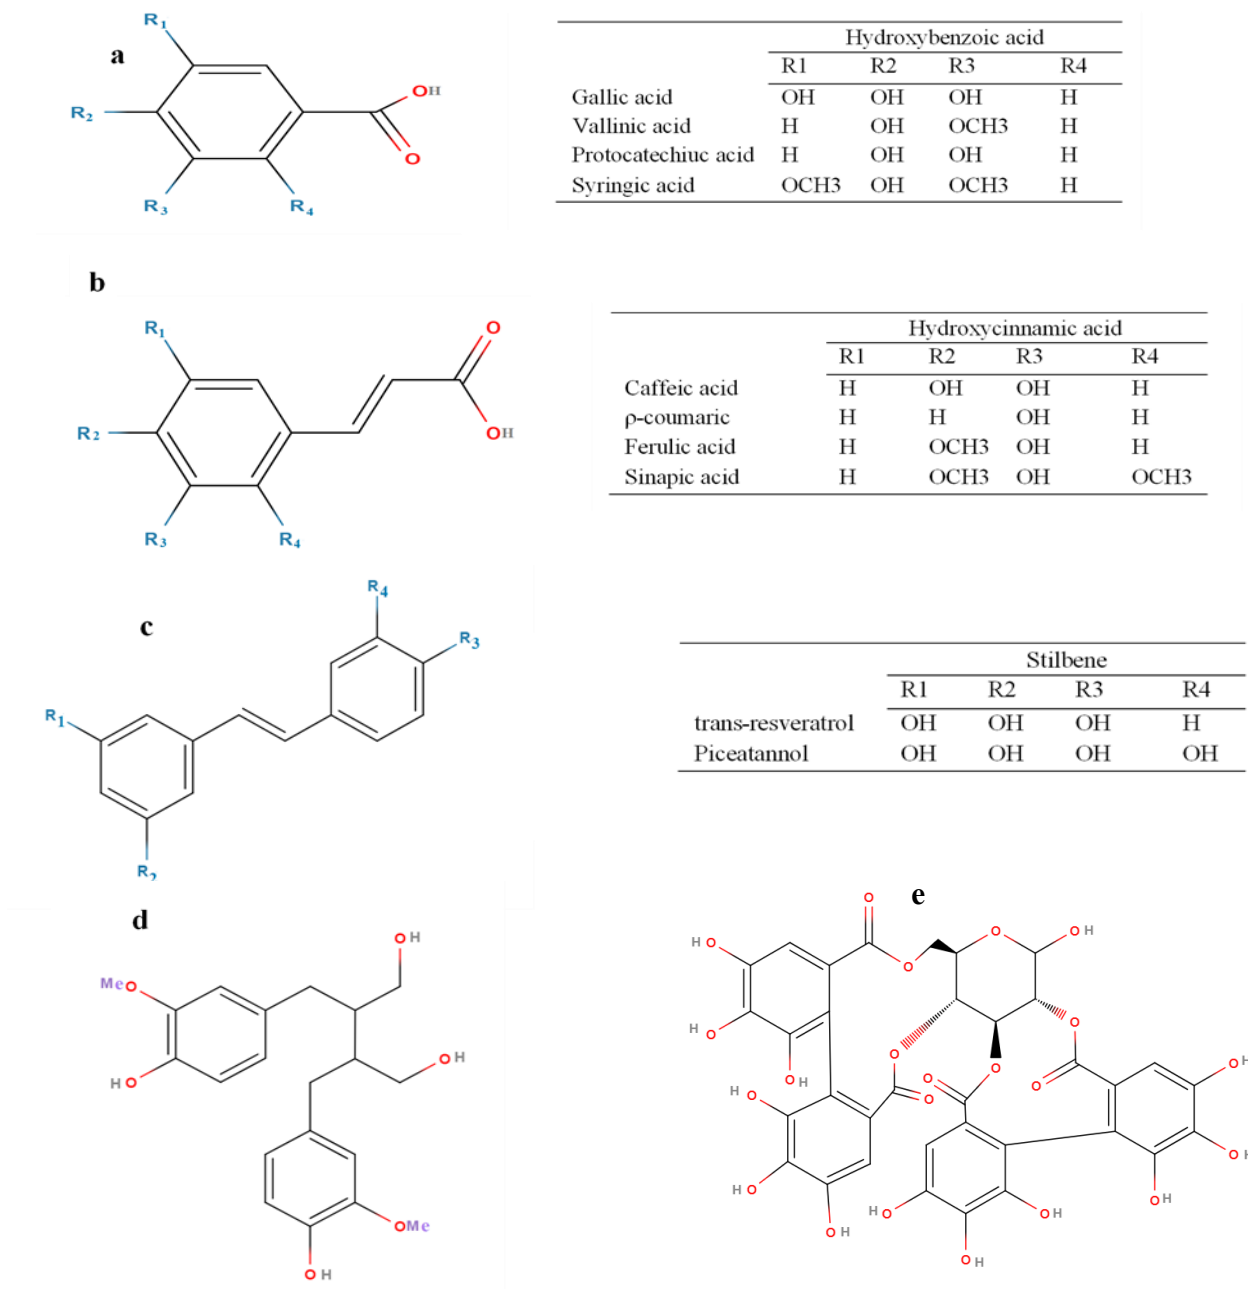 a
R1
R2
R3
R4
OH
O
Hydroxybenzoic acid
R1 R2 R3 R4
Gallic acid OH OH OH H
Vallinic acid H OH OCH3 H
Protocatechiuc acid H OH OH H
Syringic acid OCH3 OH OCH3 H
b
R1
R2
R3
R4
O
OH
Hydroxycinnamic acid
R1 R2 R3 R4
Caffeic acid H OH OH H
ρ-coumaric H H OH H
Ferulic acid H OCH3 OH H
Sinapic acid H OCH3 OH OCH3
c
R4
R3
R1
R2
Stilbene
R1 R2 R3 R4
trans-resveratrol OH OH OH H
Piceatannol OH OH OH OH
d
OH
MeO
OH
HO
OMe
OH
e
O
HO
O
O
OH
HO
O
O
OH
HO
O
O
O
O
OH
HO
OH
HO
OH
HO
OH
OH
OH